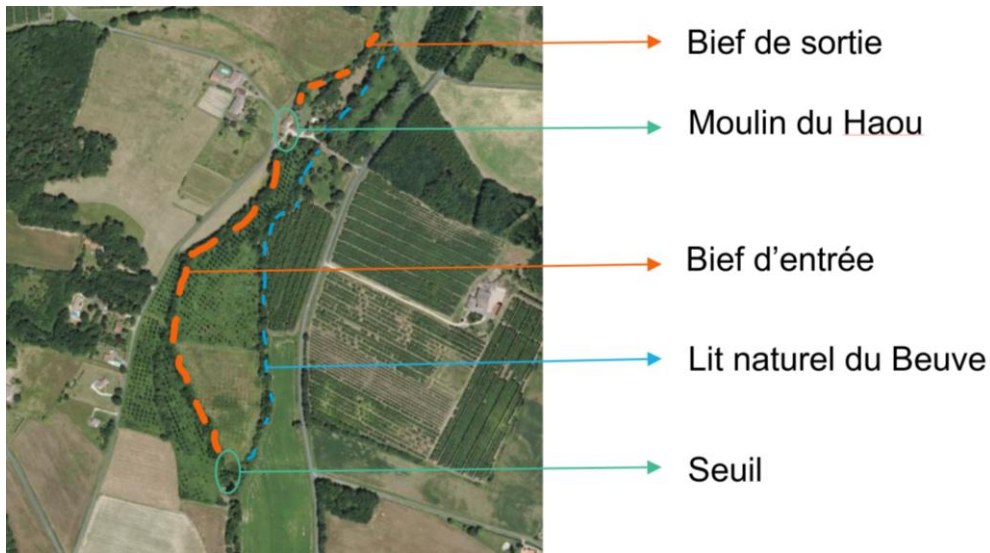 Bief de sortie
Moulin du Haou
Bief d'entrée
Lit naturel du Beuve
Seuil